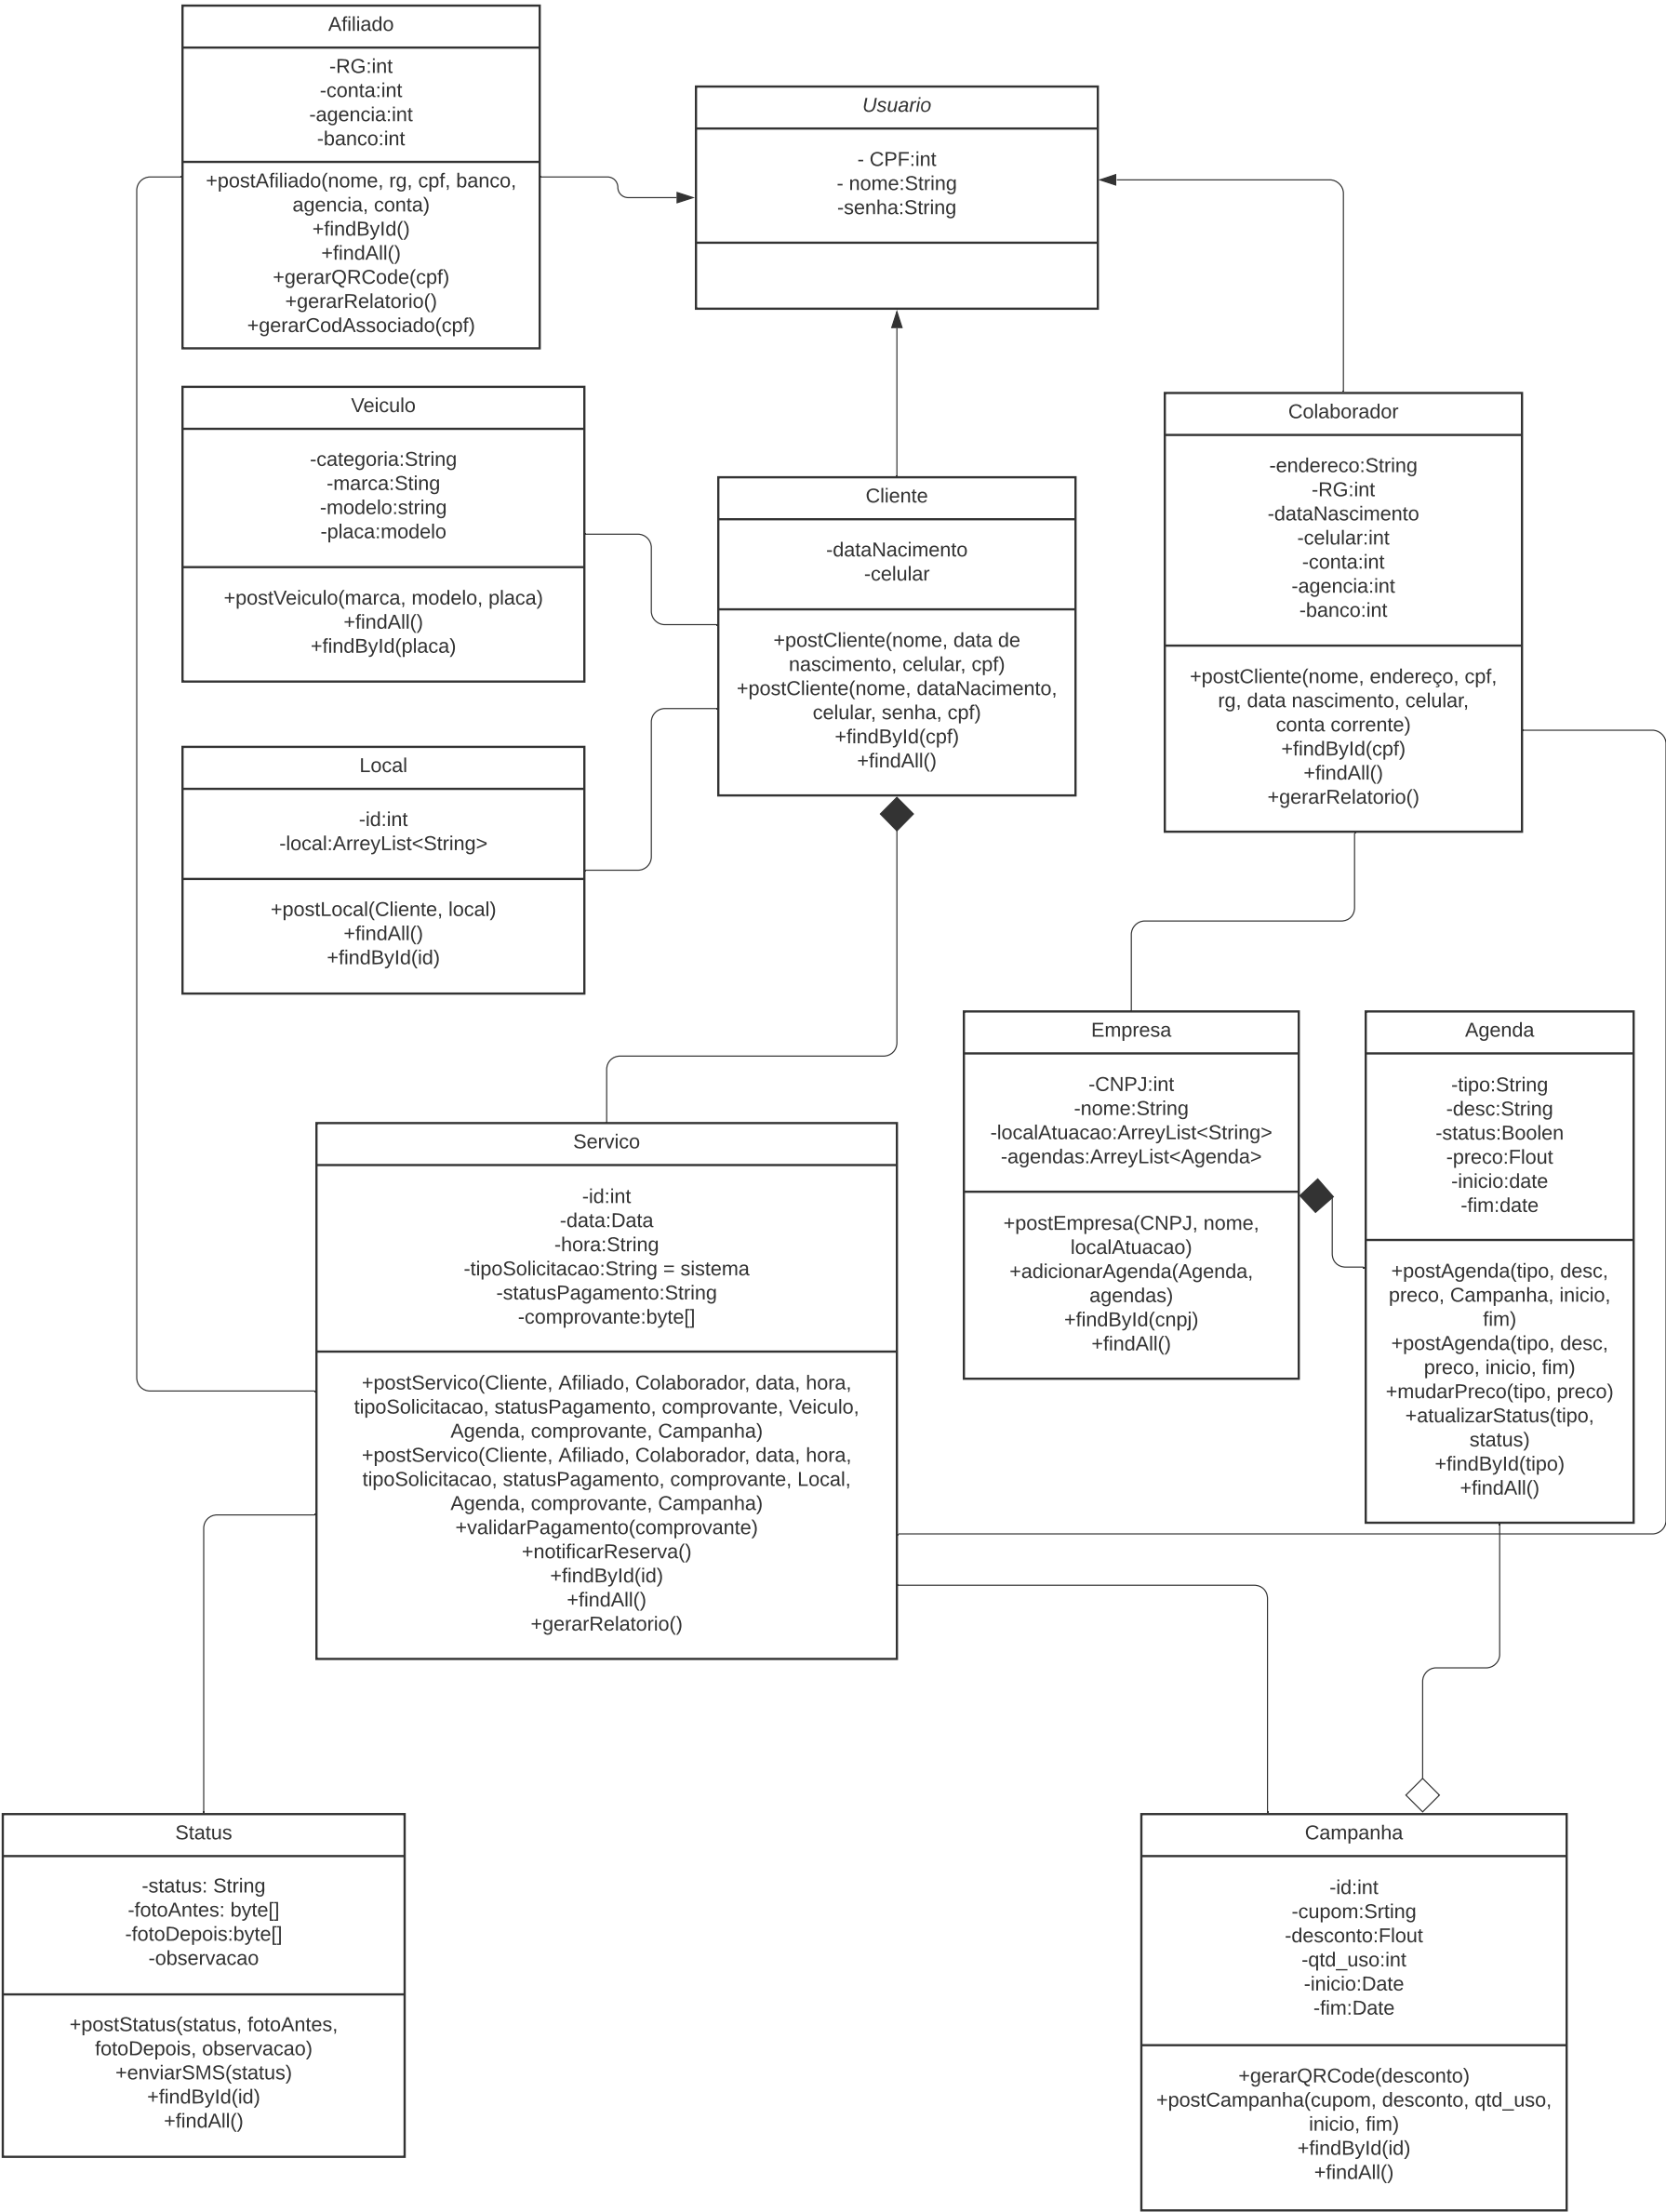 Afiliado
-RG:int
-conta:int
-agencia:int
-banco:int
+postAfiliado(nome, rg, cpf, banco,
agencia, conta)
+findById()
+findAll()
+gerarQRCode(cpf)
+gerarRelatorio()
+gerarCodAssociado(cpf)
Usuario
- CPF:int
- nome:String
-senha:String
Veiculo
-categoria:String
-marca:Sting
-modelo:string
-placa:modelo
+postVeiculo(marca, modelo, placa)
+findAll()
+findById(placa)
Cliente
-dataNacimento
-celular
+postCliente(nome, data de
nascimento, celular, cpf)
+postCliente(nome, dataNacimento,
celular, senha, cpf)
+findById(cpf)
+findAll()
Colaborador
-endereco:String
-RG:int
-dataNascimento
-celular:int
-conta:int
-agencia:int
-banco:int
+postCliente(nome, endereço, cpf,
rg, data nascimento, celular,
conta corrente)
+findById(cpf)
+findAll()
+gerarRelatorio()
Local
-id:int
-local:ArreyList<String>
+postLocal(Cliente, local)
+findAll()
+findById(id)
Empresa
-CNPJ:int
-nome:String
-localAtuacao:ArreyList<String>
-agendas:ArreyList<Agenda>
+postEmpresa(CNPJ, nome,
localAtuacao)
+adicionarAgenda(Agenda,
agendas)
+findById(cnpj)
+findAll()
Agenda
-tipo:String
-desc:String
-status:Boolen
-preco:Flout
-inicio:date
-fim:date
+postAgenda(tipo, desc,
preco, Campanha, inicio,
fim)
+postAgenda(tipo, desc,
preco, inicio, fim)
+mudarPreco(tipo, preco)
+atualizarStatus(tipo,
status)
+findById(tipo)
+findAll()
Servico
-id:int
-data:Data
-hora:String
-tipoSolicitacao:String = sistema
-statusPagamento:String
-comprovante:byte[]
+postServico(Cliente, Afiliado, Colaborador, data, hora,
tipoSolicitacao, statusPagamento, comprovante, Veiculo,
Agenda, comprovante, Campanha)
+postServico(Cliente, Afiliado, Colaborador, data, hora,
tipoSolicitacao, statusPagamento, comprovante, Local,
Agenda, comprovante, Campanha)
+validarPagamento(comprovante)
+notificarReserva()
+findById(id)
+findAll()
+gerarRelatorio()
Status
-status: String
-fotoAntes: byte[]
-fotoDepois:byte[]
-observacao
+postStatus(status, fotoAntes,
fotoDepois, observacao)
+enviarSMS(status)
+findById(id)
+findAll()
Campanha
-id:int
-cupom:Srting
-desconto:Flout
-qtd_uso:int
-inicio:Date
-fim:Date
+gerarQRCode(desconto)
+postCampanha(cupom, desconto, qtd_uso,
inicio, fim)
+findById(id)
+findAll()